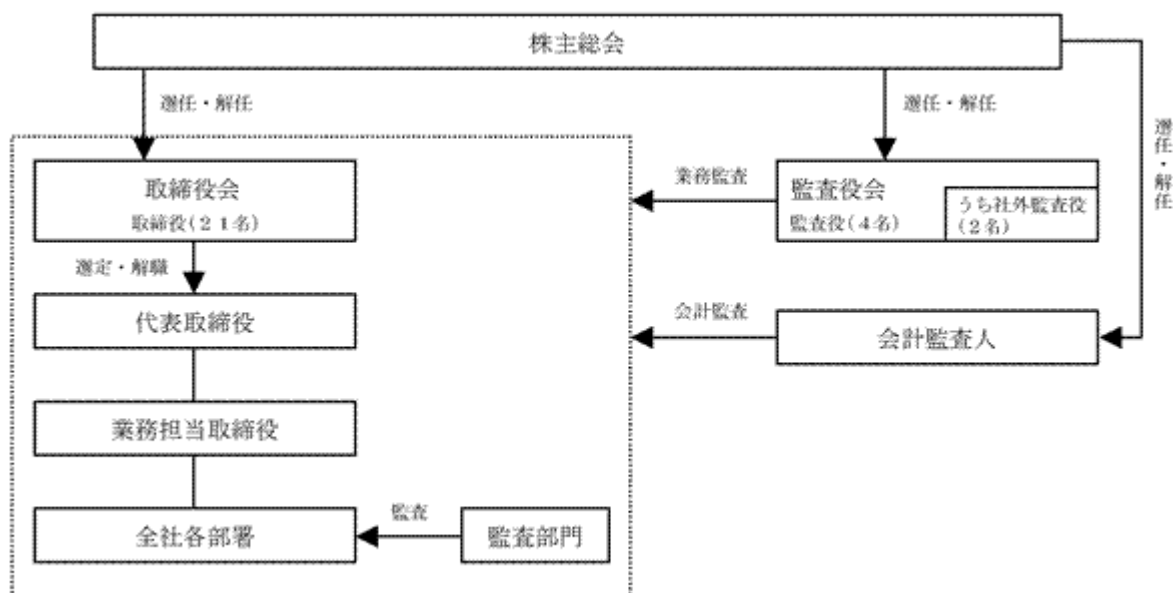 株主総会
選任・解任
選任・解任
選任・解任
取締役会
取締役(21名)
業務監査
監査役会
監査役(4名)
うち社外監査役
(2名)
選定・解職
代表取締役
会計監査
会計監査人
業務担当取締役
全社各部署
監査
監査部門